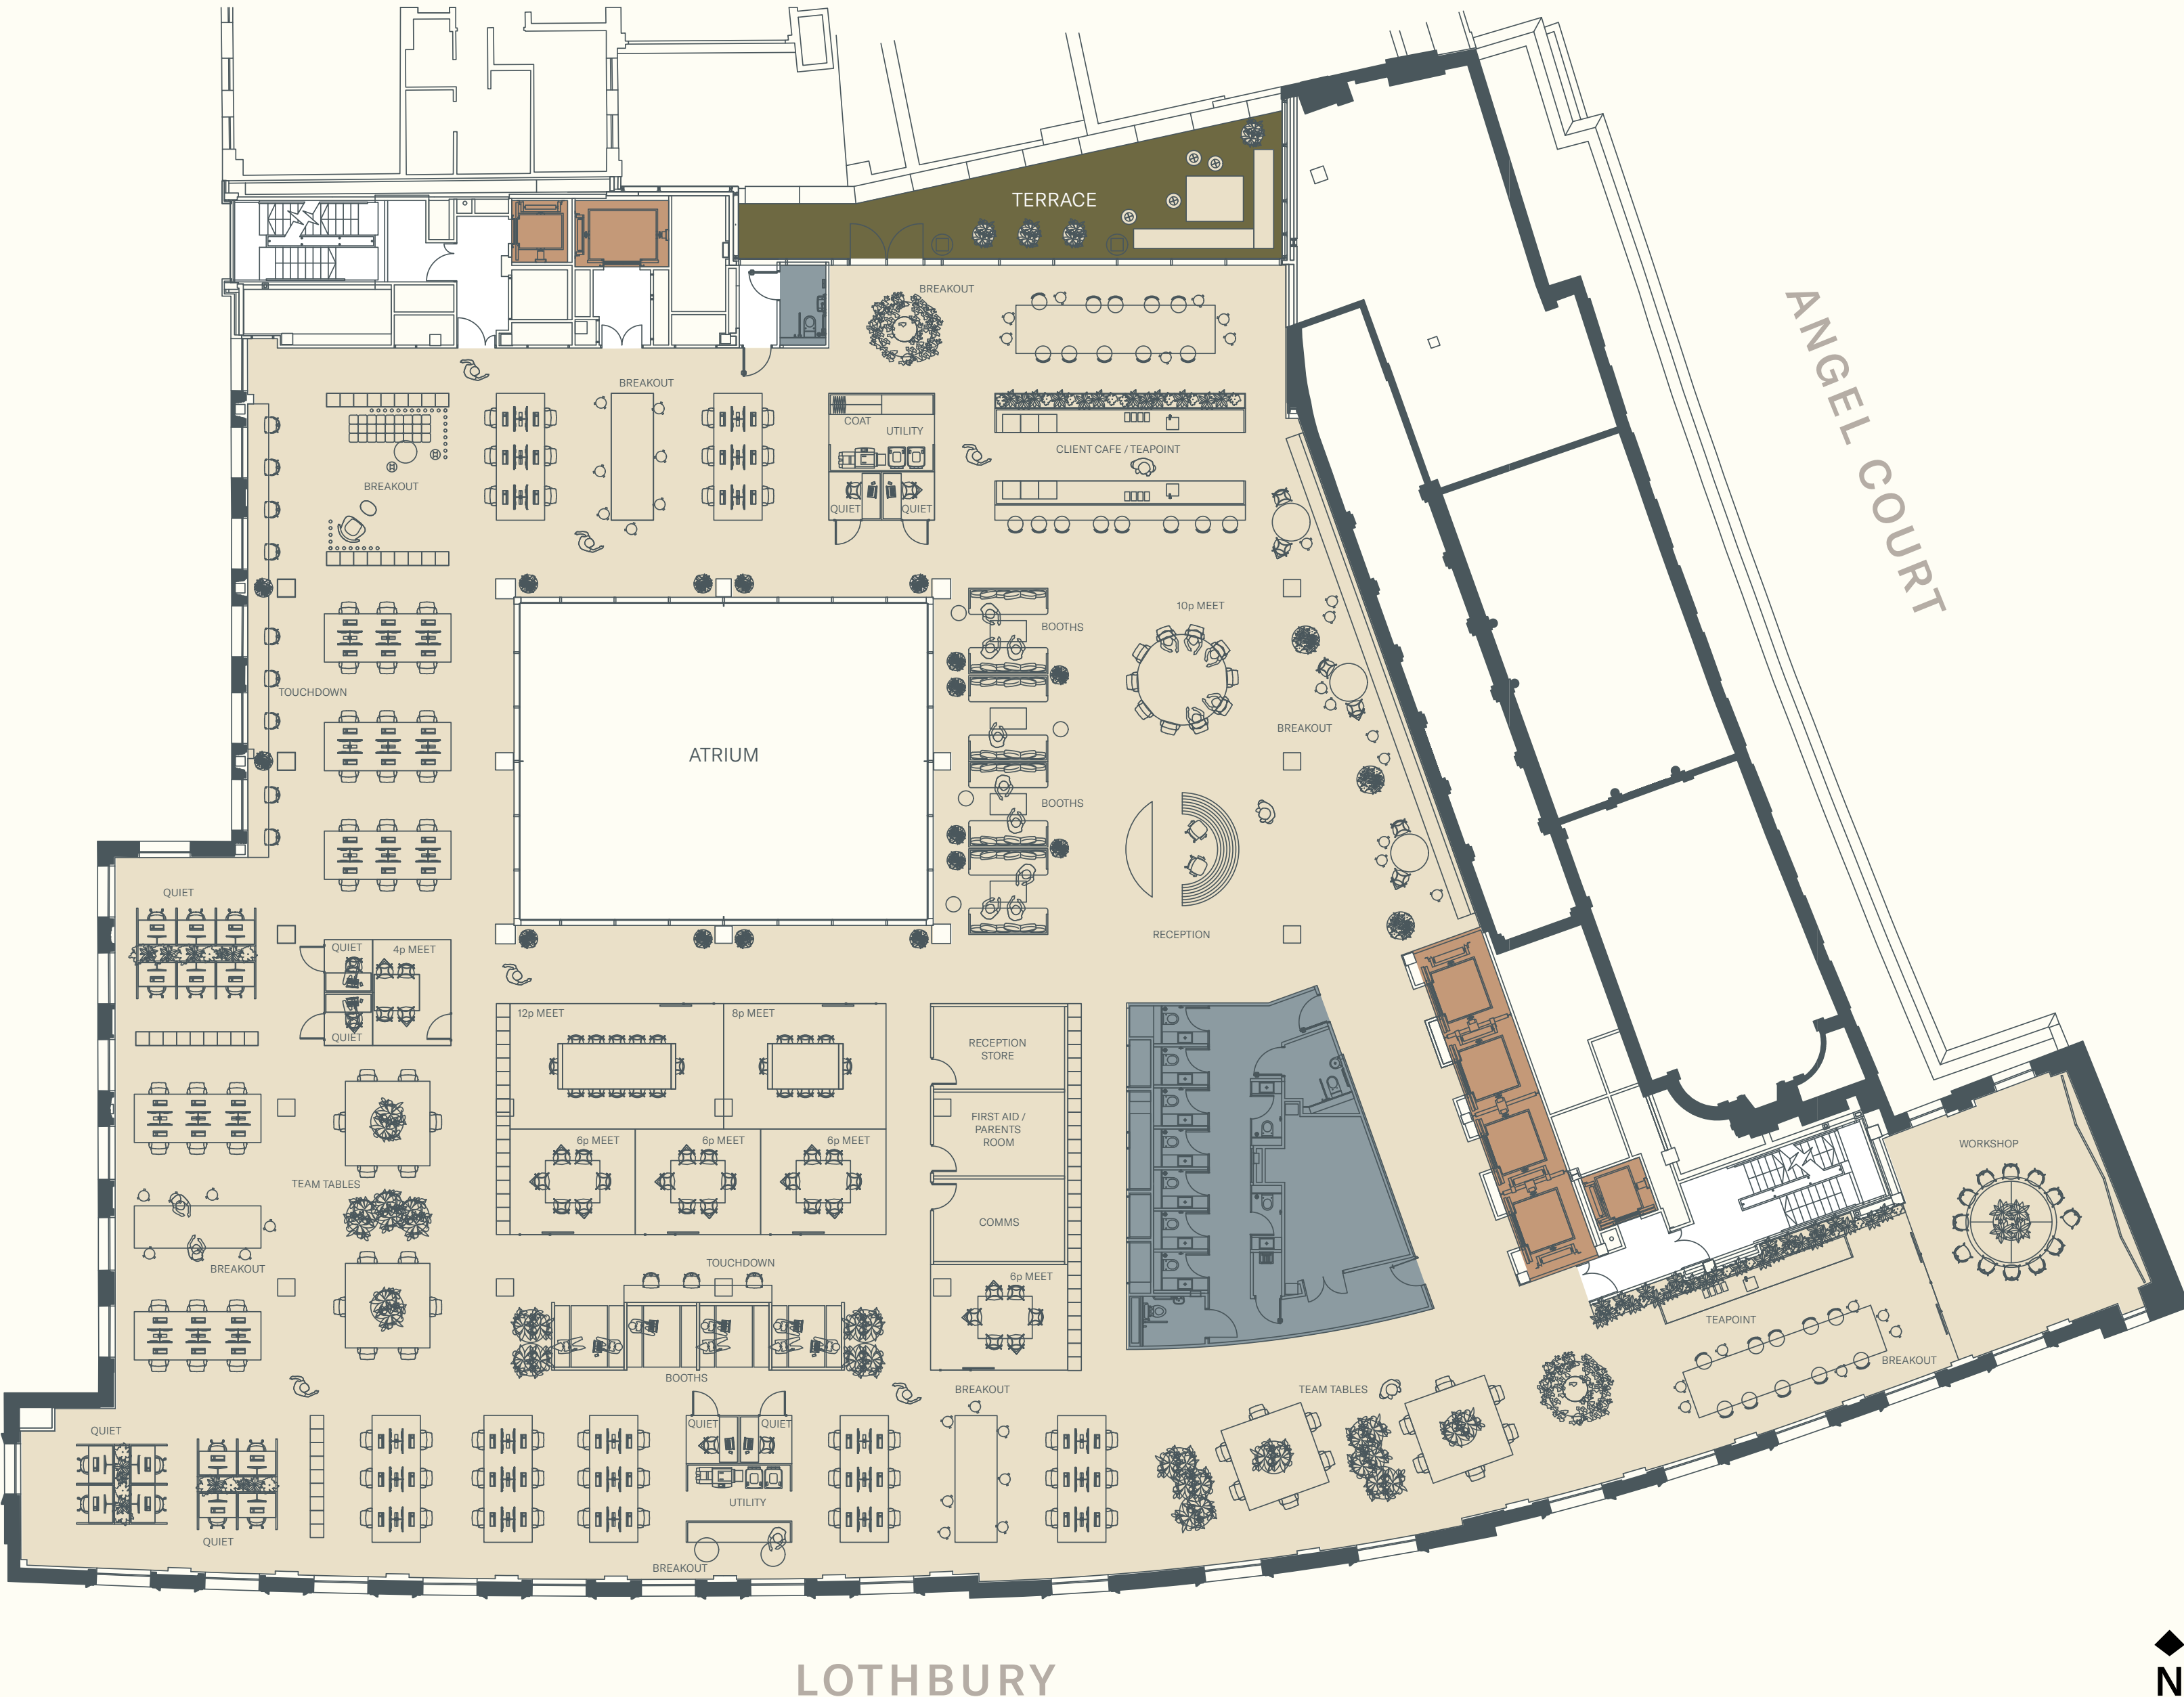 TERRACE
BREAKOUT
BREAKOUT
COAT
UTILITY
CLIENT CAFE / TEAPOINT
BREAKOUT
QUIET
QUIET
ANGEL COURT
10p MEET
BOOTHS
TOUCHDOWN
BREAKOUT
ATRIUM
BOOTHS
QUIET
RECEPTION
QUIET
4p MEET
QUIET
12p MEET
8p MEET
RECEPTION
STORE
FIRST AID /
PARENTS
ROOM
6p MEET
6p MEET
6p MEET
WORKSHOP
TEAM TABLES
COMMS
BREAKOUT
TOUCHDOWN
6p MEET
TEAPOINT
BREAKOUT
BOOTHS
BREAKOUT
TEAM TABLES
QUIET
QUIET
QUIET
UTILITY
QUIET
BREAKOUT
LOTHBURY
N